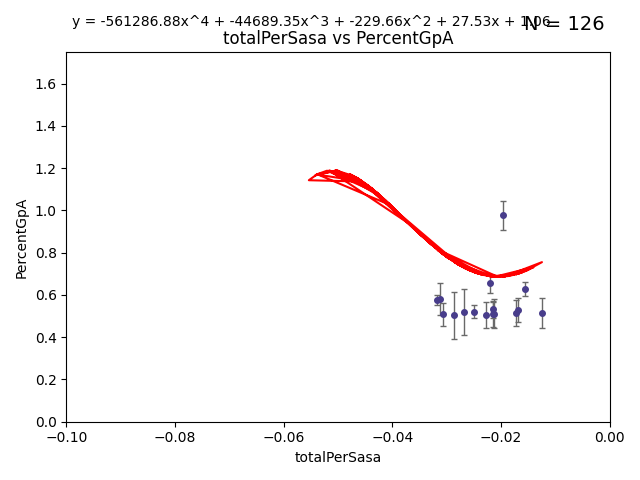 y = -561286.88x^4 + -44689.35x^3 + -229.66x^2 + 27.53x + 1.06
N = 126
totalPerSasa vs PercentGpA
1.6
1.4
1.2
1.0
0.8
0.6
0.4
0.2
0.0
PercentGpA
−0.10 −0.08 −0.06 −0.04 −0.02 0.00
totalPerSasa